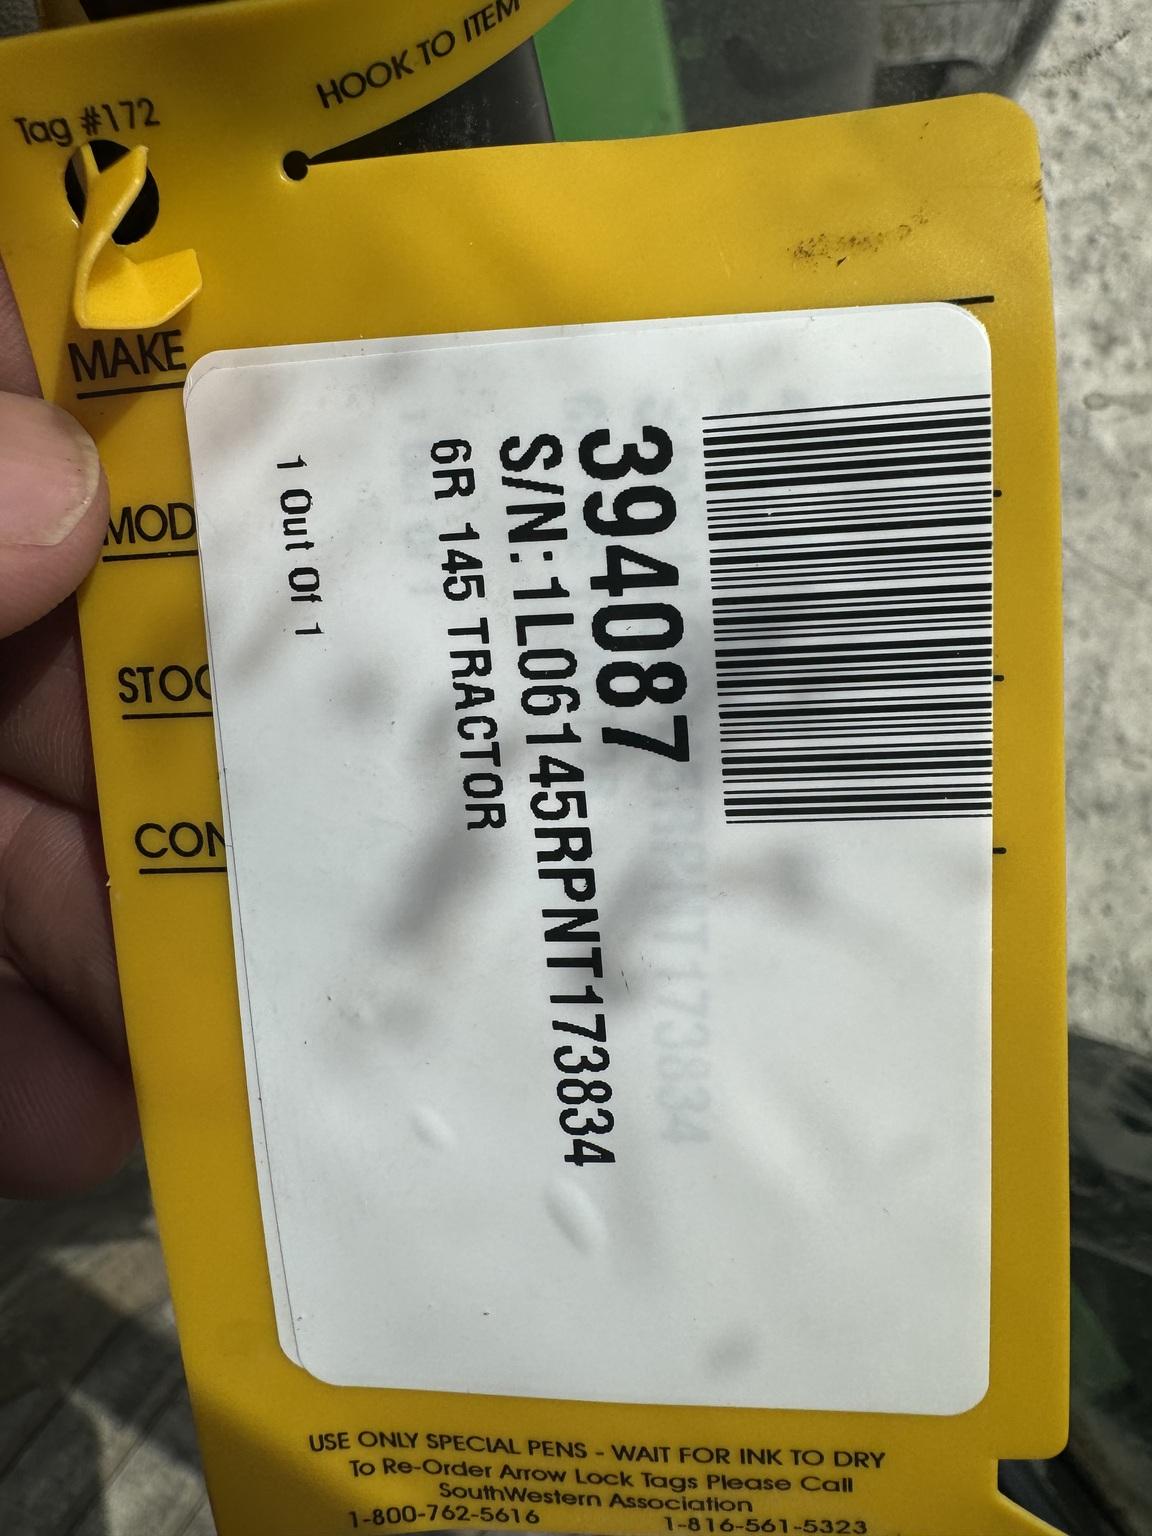 HOOK TO ITEM
Tag #172
MAKE
MOD
STOC
CON
394087
S/N:1L06145RPNT173834
6R 145 TRACTOR
1 Out Of 1
USE ONLY SPECIAL PENS - WAIT FOR INK TO DRY
To Re-Order Arrow Lock Tags Please Call
SouthWestern Association
1-800-762-5616 1-816-561-5323